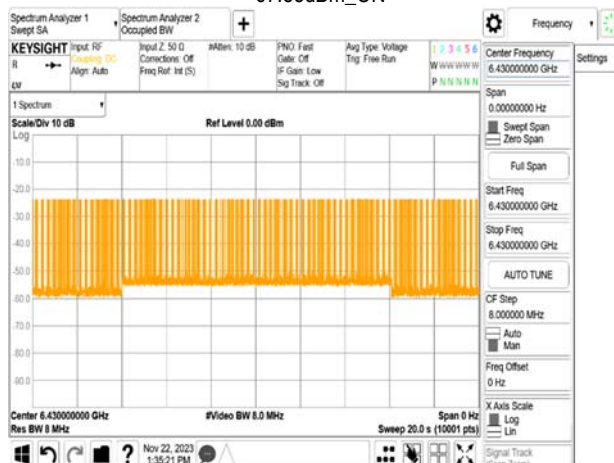 Spectrum Analyzer 1
Swept SA
Spectrum Analyzer 2
Occupied BW
+
Frequency
Settings
KEYSIGHT
R
Input: RF
Coupling: DC
Align: Auto
Input Z: 50 Ω
Corrections: Off
Freq Ref: Int (S)
#Atten: 10 dB
PNO: Fast
Gate: Off
IF Gain: Low
Sig Track: Off
Avg Type: Voltage
Trig: Free Run
1 2 3 4 5 6
W W W W W W
P N N N N N
1 Spectrum
Scale/Div 10 dB
Ref Level 0.00 dBm
Log
-10.0
-20.0
-30.0
-40.0
-50.0
-60.0
-70.0
-80.0
-90.0
Center 6.430000000 GHz
#Video BW 8.0 MHz
Span 0 Hz
Res BW 8 MHz
Sweep 20.0 s (10001 pts)
Center Frequency
6.430000000 GHz
Span
0.00000000 Hz
Swept Span
Zero Span
Full Span
Start Freq
6.430000000 GHz
Stop Freq
6.430000000 GHz
AUTO TUNE
CF Step
8.000000 MHz
Auto
Man
Freq Offset
0 Hz
X Axis Scale
Log
Lin
Signal Track
?
Nov 22, 2023
1:35:21 PM